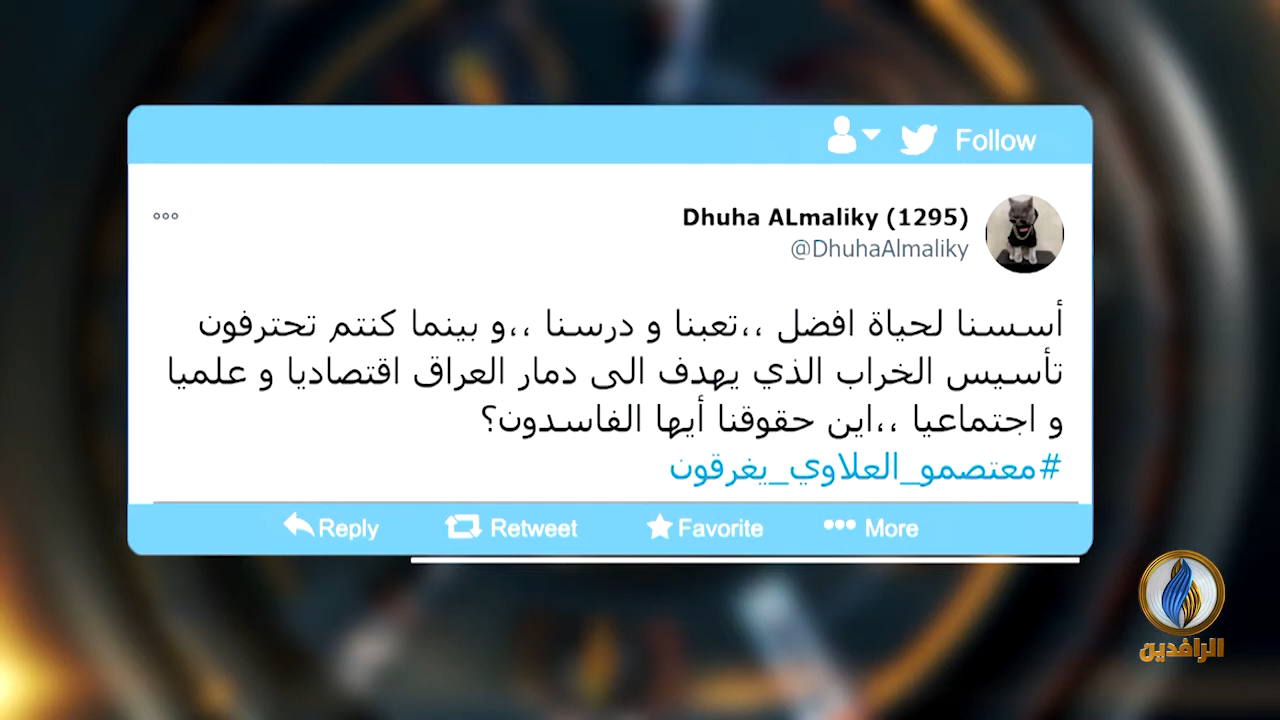 Follow
Dhuha ALmaliky (1295)
@DhuhaAlmaliky
أسسنا لحياة افضل ،،تعبنا و درسنا ،،و بينما كنتم تحترفون
تأسيس الخراب الذي يهدف الى دمار العراق اقتصاديا و علميا
و اجتماعيا ،،اين حقوقنا أيها الفاسدون؟
#معتصمو_العلاوي_يغرقون
Reply Retweet Favorite More
الرافدين